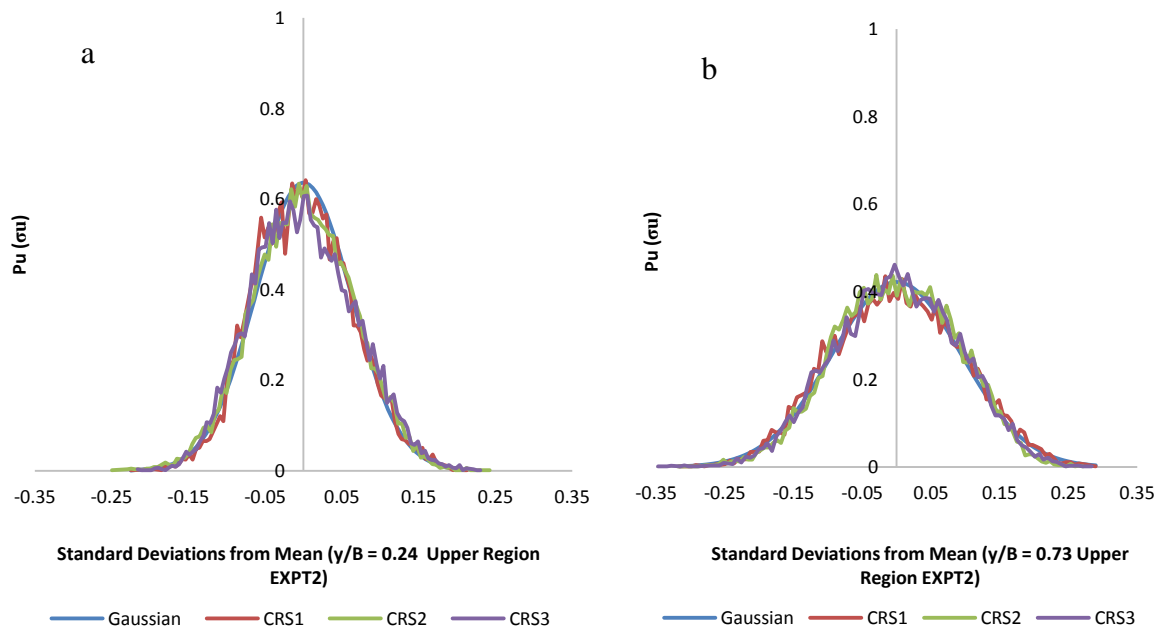 a
1
0.8
0.6
0.4
0.2
0
Pu (σu)
-0.35 -0.25 -0.15 -0.05 0.05 0.15 0.25 0.35
Standard Deviations from Mean (y/B = 0.24 Upper Region
EXPT2)
Gaussian CRS1 CRS2 CRS3
b
1
0.8
0.6
0.4
0.2
0
Pu (σu)
-0.35 -0.25 -0.15 -0.05 0.05 0.15 0.25 0.35
Standard Deviations from Mean (y/B = 0.73 Upper
Region EXPT2)
Gaussian CRS1 CRS2 CRS3